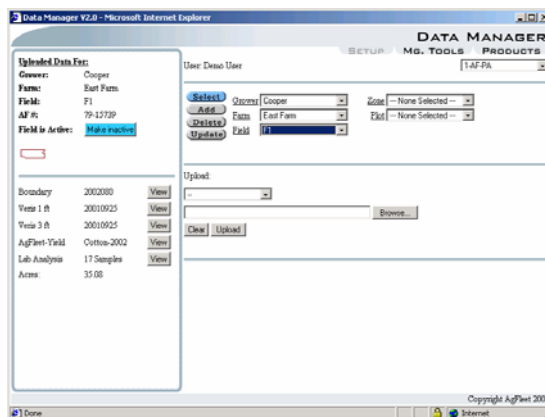 Data Manager V2.0 - Microsoft Internet Explorer
DATA MANAGER
SETUP MG. TOOLS PRODUCTS
Uploaded Data For:
Grower: Cooper
Farm: East Farm
Field: F1
AF #: 79-15739
Field is Active: Make inactive
Boundary 2002080 View
Veris 1 ft 20010925 View
Veris 3 ft 20010925 View
AgFleet-Yield Cotton-2002 View
Lab Analysis 17 Samples View
Acres: 35.08
User: Demo User
1-AF-PA
Select
Add
Delete
Update
Grower Cooper
Farm East Farm
Field F1
Zone -- None Selected --
Plot -- None Selected --
Upload:
--
Browse...
Clear Upload
Copyright AgFleet 200
Done
Internet